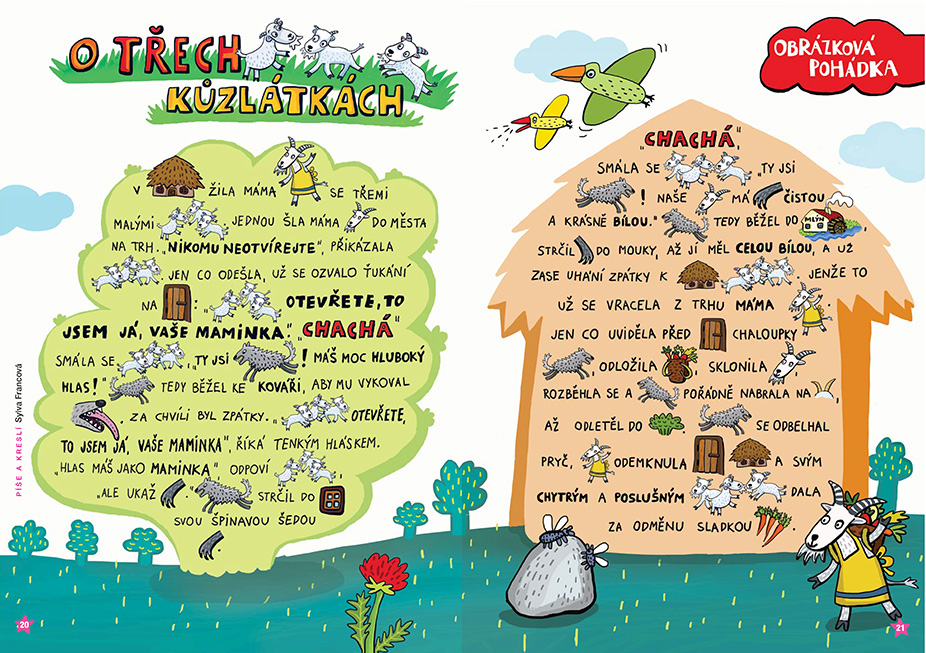 O TŘECH
KŮZLÁTKÁCH
V ŽILA MÁMA SE TŘEMI
MALÝMI JEDNOU ŠLA MÁMA DO MĚSTA
NA TRH. „NIKOMU NEOTVÍREJTE“, PŘIKÁZALA
JEN CO ODEŠLA, UŽ SE OZVALO ŤUKÁNÍ
NA : „ OTEVŘETE, TO
JSEM JÁ, VAŠE MAMINKA.“ „CHACHÁ“
SMÁLA SE „TY JSI ! MÁŠ MOC HLUBOKÝ
HLAS!“ TEDY BĚŽEL KE KOVÁŘI, ABY MU VYKOVAL
ZA CHVÍLI BYL ZPÁTKY. „ OTEVŘETE,
TO JSEM JÁ, VAŠE MAMINKA“, ŘÍKÁ TENKÝM HLÁSKEM.
„HLAS MÁŠ JAKO MAMINKA“ ODPOVÍ
„ALE UKAŽ .“ STRČIL DO
SVOU ŠPINAVOU ŠEDOU
.
PÍŠE A KRESLÍ Sylva Francová
20
OBRÁZKOVÁ
POHÁDKA
„CHACHÁ“,
SMÁLA SE „TY JSI
! NAŠE MÁ ČISTOU
A KRÁSNĚ BÍLOU.“ TEDY BĚŽEL DO
MLÝN
STRČIL DO MOUKY, AŽ JÍ MĚL CELOU BÍLOU, A UŽ
ZASE UHÁNÍ ZPÁTKY K . JENŽE TO
UŽ SE VRACELA Z TRHU MÁMA
JEN CO UVIDĚLA PŘED CHALOUPKY
, ODLOŽILA SKLONILA ,
ROZBĚHLA SE A POŘÁDNĚ NABRALA NA ,
AŽ ODLETĚL DO . SE ODBELHAL
PRYČ, ODEMKNULA A SVÝM
CHYTRÝM A POSLUŠNÝM DALA
ZA ODMĚNU SLADKOU .
21